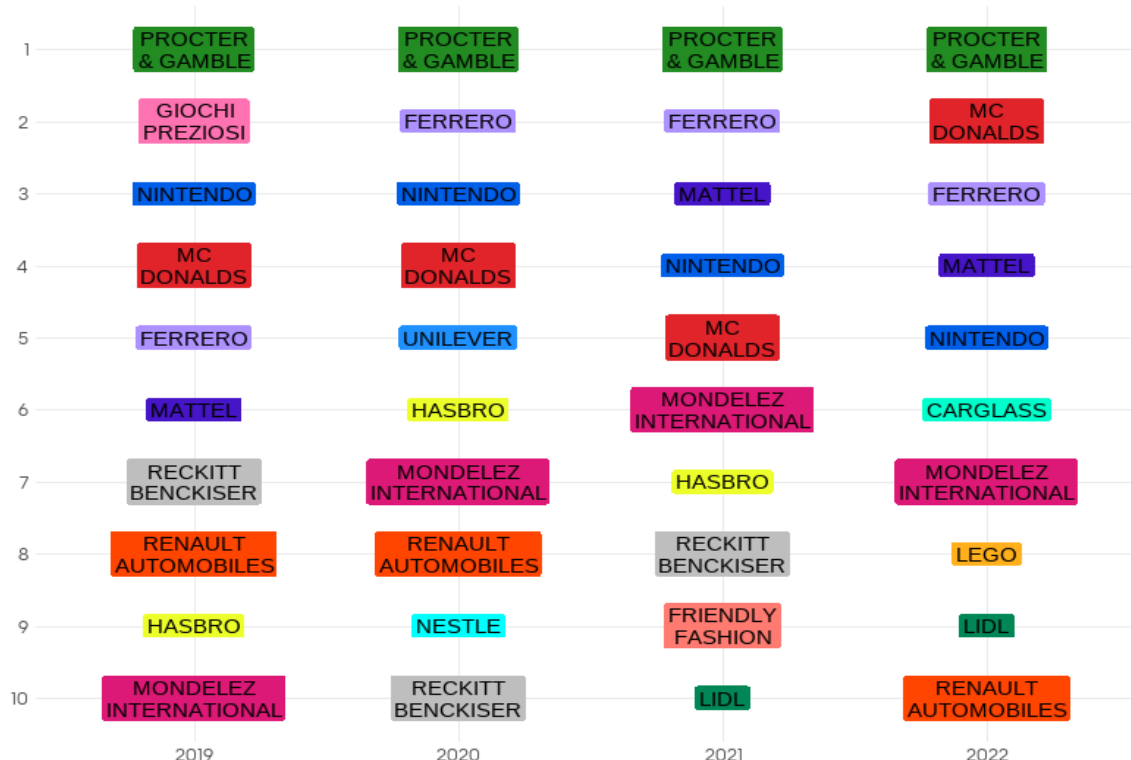 1
PROCTER
& GAMBLE
PROCTER
& GAMBLE
PROCTER
& GAMBLE
PROCTER
& GAMBLE
2
GIOCHI
PREZIOSI
FERRERO
FERRERO
MC
DONALDS
3
NINTENDO
NINTENDO
MATTEL
FERRERO
4
MC
DONALDS
MC
DONALDS
NINTENDO
MATTEL
5
FERRERO
UNILEVER
MC
DONALDS
NINTENDO
6
MATTEL
HASBRO
MONDELEZ
INTERNATIONAL
CARGLASS
7
RECKITT
BENCKISER
MONDELEZ
INTERNATIONAL
HASBRO
MONDELEZ
INTERNATIONAL
8
RENAULT
AUTOMOBILES
RENAULT
AUTOMOBILES
RECKITT
BENCKISER
LEGO
9
HASBRO
NESTLE
FRIENDLY
FASHION
LIDL
10
MONDELEZ
INTERNATIONAL
RECKITT
BENCKISER
LIDL
RENAULT
AUTOMOBILES
2019
2020
2021
2022